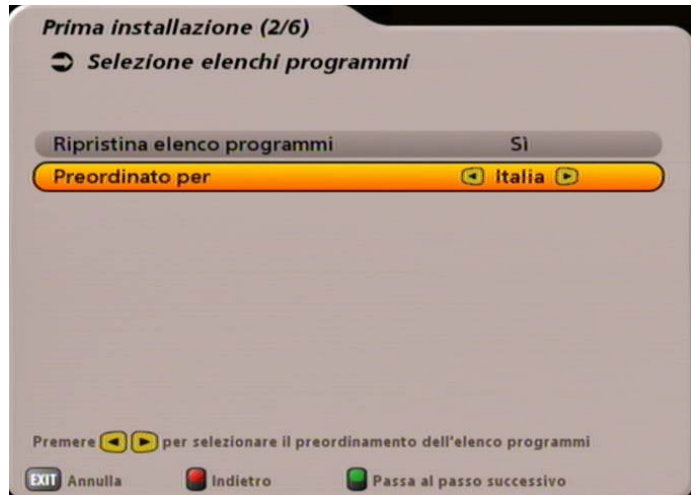 Prima installazione (2/6)
Selezione elenchi programmi
Ripristina elenco programmi Sì
Preordinato per Italia
Premere per selezionare il preordinamento dell'elenco programmi
EXIT Annulla Indietro Passa al passo successivo